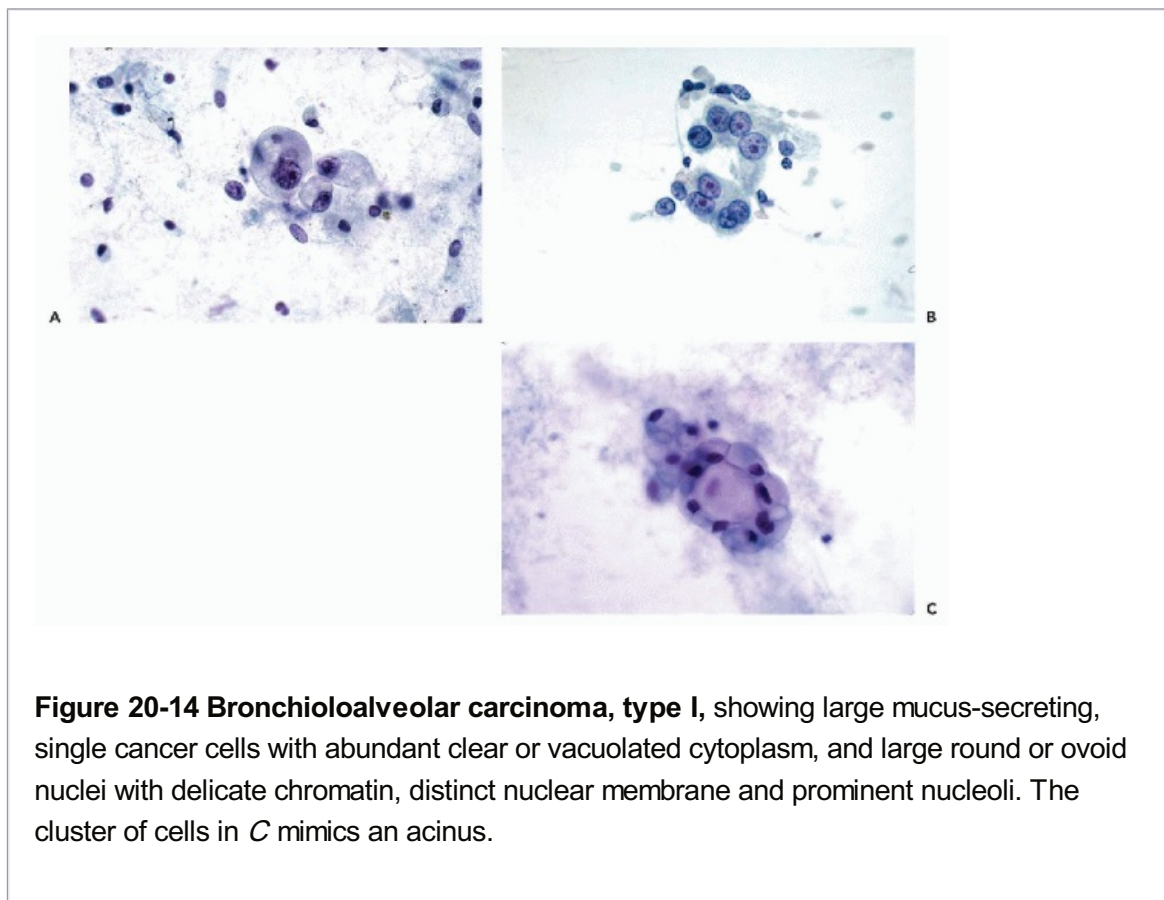 A
B
C
Figure 20-14 Bronchioloalveolar carcinoma, type I, showing large mucus-secreting,
single cancer cells with abundant clear or vacuolated cytoplasm, and large round or ovoid
nuclei with delicate chromatin, distinct nuclear membrane and prominent nucleoli. The
cluster of cells in C mimics an acinus.